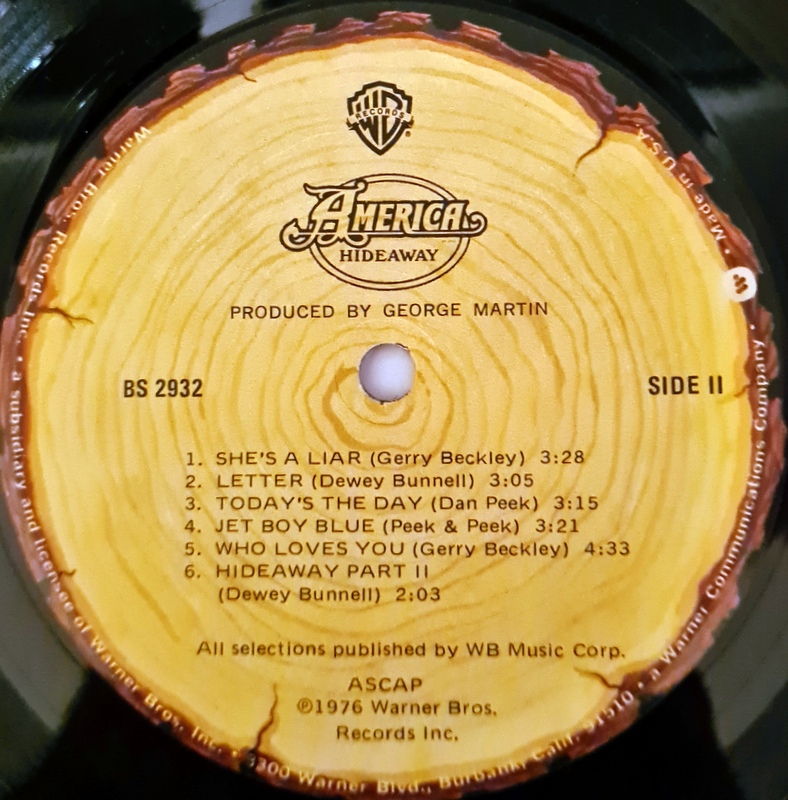 W
RECORDS
®
AMERICA
HIDEAWAY
PRODUCED BY GEORGE MARTIN
BS 2932
SIDE II
1. SHE'S A LIAR (Gerry Beckley) 3:28
2. LETTER (Dewey Bunnell) 3:05
3. TODAY'S THE DAY (Dan Peek) 3:15
4. JET BOY BLUE (Peek & Peek) 3:21
5. WHO LOVES YOU (Gerry Beckley) 4:33
6. HIDEAWAY PART II
(Dewey Bunnell) 2:03
All selections published by WB Music Corp.
ASCAP
℗1976 Warner Bros.
Records Inc.
Warner Bros. Records Inc. • a subsidiary and licensee of Warner Bros. Inc. • 3300 Warner Blvd., Burbank, Calif. 91510 • a Warner Communications Company • Made in U.S.A.